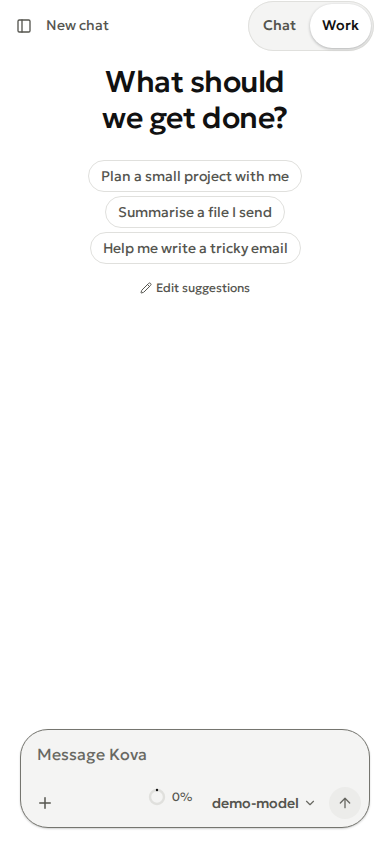 New chat
Chat
Work
What should
we get done?
Plan a small project with me
Summarise a file I send
Help me write a tricky email
Edit suggestions
Message Kova
0%
demo-model